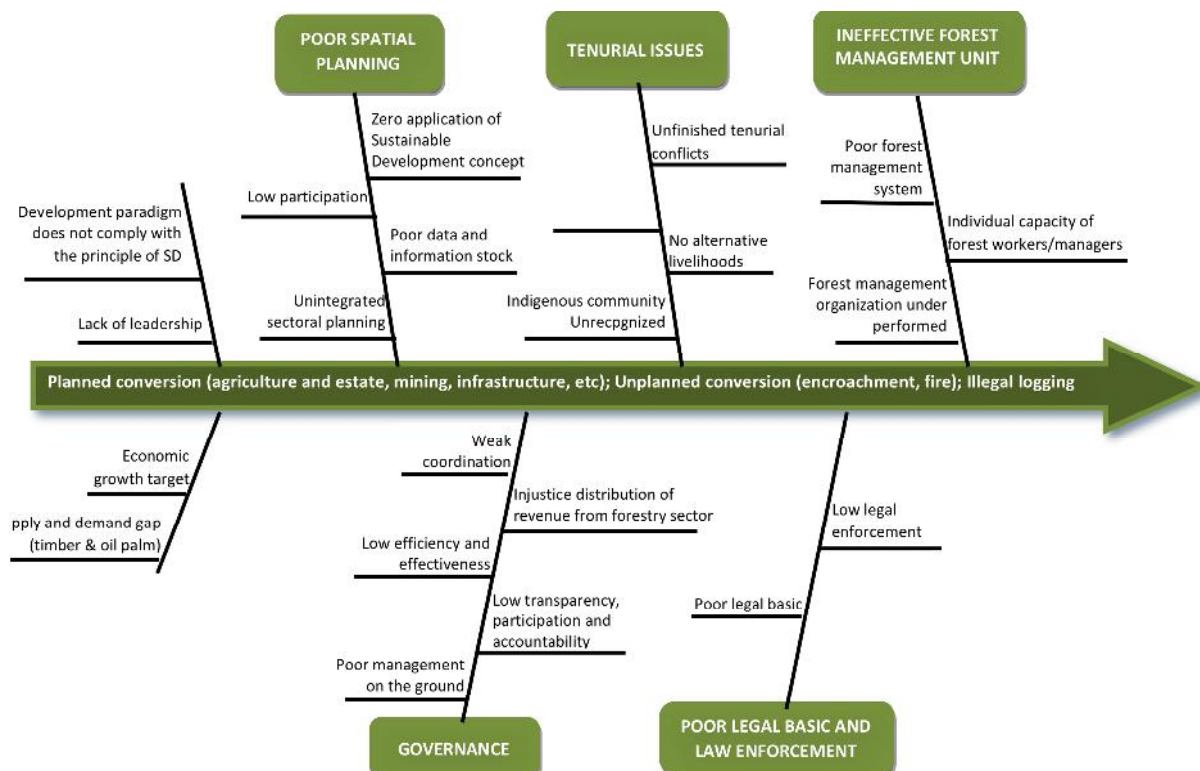 POOR SPATIAL
PLANNING
TENURIAL ISSUES
INEFFECTIVE FOREST
MANAGEMENT UNIT
Development paradigm
does not comply with
the principle of SD
Lack of leadership
Zero application of
Sustainable
Development concept
Low participation
Poor data and
information stock
Unintegrated
sectoral planning
Unfinished tenurial
conflicts
No alternative
livelihoods
Indigenous community
Unrecpgnized
Poor forest
management
system
Individual capacity of
forest workers/managers
Forest management
organization under
performed
Planned conversion (agriculture and estate, mining, infrastructure, etc); Unplanned conversion (encroachment, fire); Illegal logging
Economic
growth target
pply and demand gap
(timber & oil palm)
Weak
coordination
Injustice distribution of
revenue from forestry sector
Low efficiency and
effectiveness
Low transparency,
participation and
accountability
Poor management
on the ground
Low legal
enforcement
Poor legal basic
GOVERNANCE
POOR LEGAL BASIC AND
LAW ENFORCEMENT